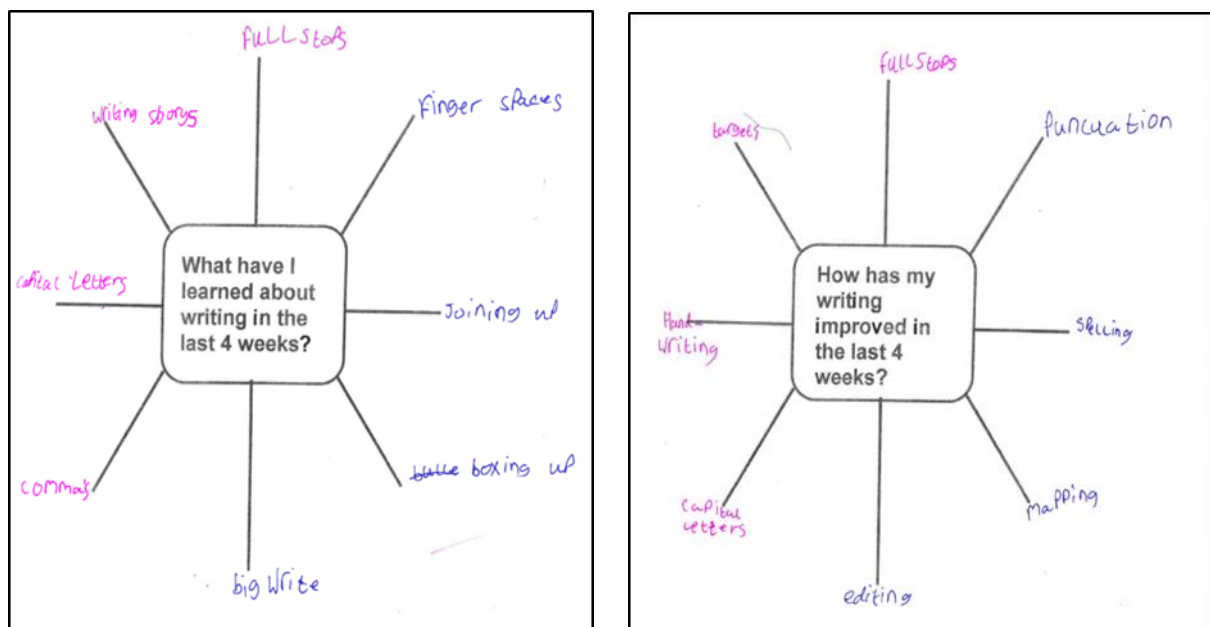 FULL Stops
Finger spaces
Joining up
boxing up
big Write
commas
capital Letters
writing storys
What have I
learned about
writing in the
last 4 weeks?
FULL Stops
Puncuation
Spelling
mapping
editing
capital
letters
Hand-
Writing
targets
How has my
writing
improved in
the last 4
weeks?